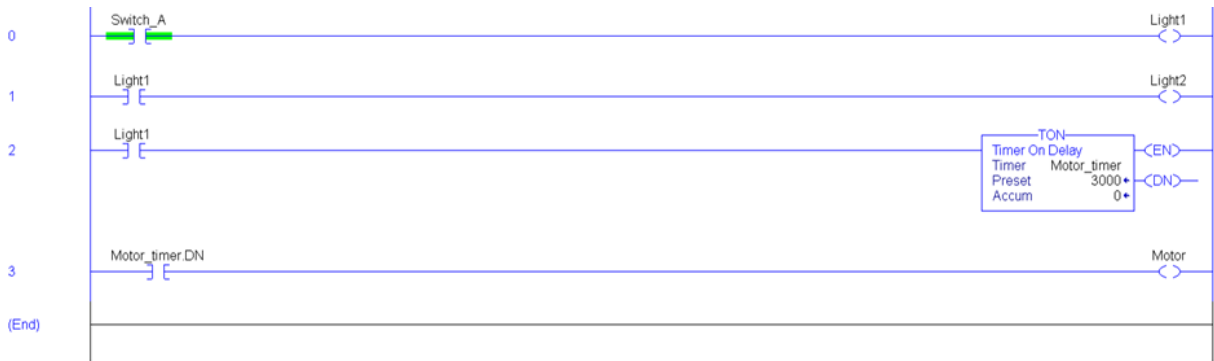 Switch_A
Light1
0
Light1
Light2
1
Light1
2
TON
Timer On Delay
Timer Motor_timer
Preset 3000
Accum 0
EN
DN
Motor_timer.DN
Motor
3
(End)